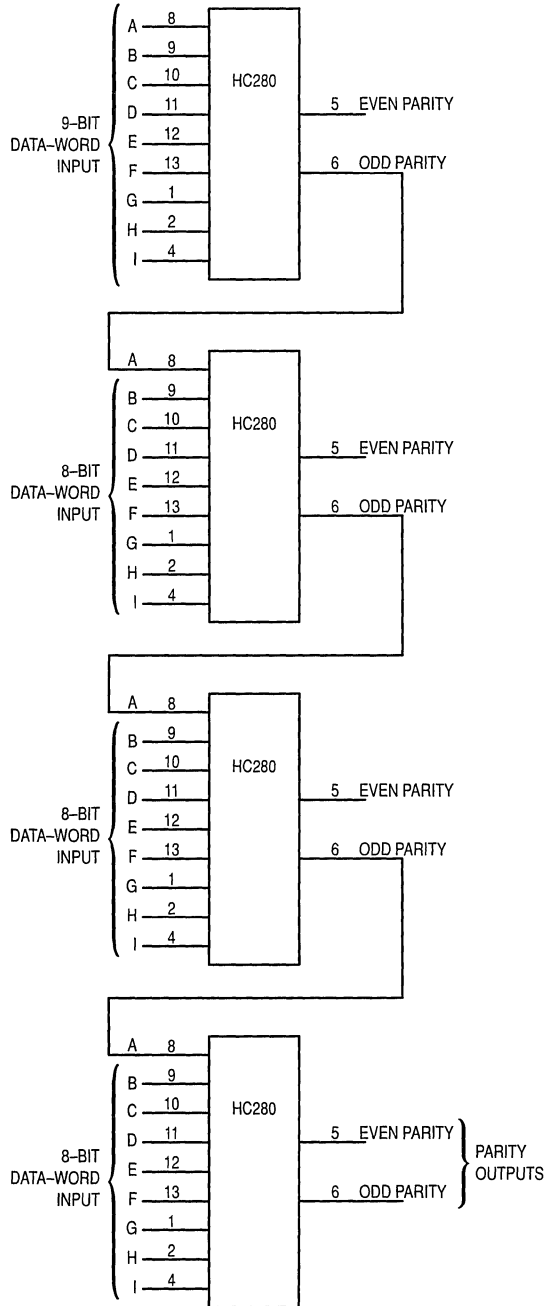 A 8
B 9
C 10
HC280
D 11
5 EVEN PARITY
9–BIT
DATA–WORD
INPUT
E 12
F 13
6 ODD PARITY
G 1
H 2
I 4
A 8
B 9
C 10
HC280
D 11
5 EVEN PARITY
8–BIT
DATA–WORD
INPUT
E 12
F 13
6 ODD PARITY
G 1
H 2
I 4
A 8
B 9
C 10
HC280
D 11
5 EVEN PARITY
8–BIT
DATA–WORD
INPUT
E 12
F 13
6 ODD PARITY
G 1
H 2
I 4
A 8
B 9
C 10
HC280
D 11
5 EVEN PARITY
8–BIT
DATA–WORD
INPUT
E 12
F 13
6 ODD PARITY
PARITY
OUTPUTS
G 1
H 2
I 4